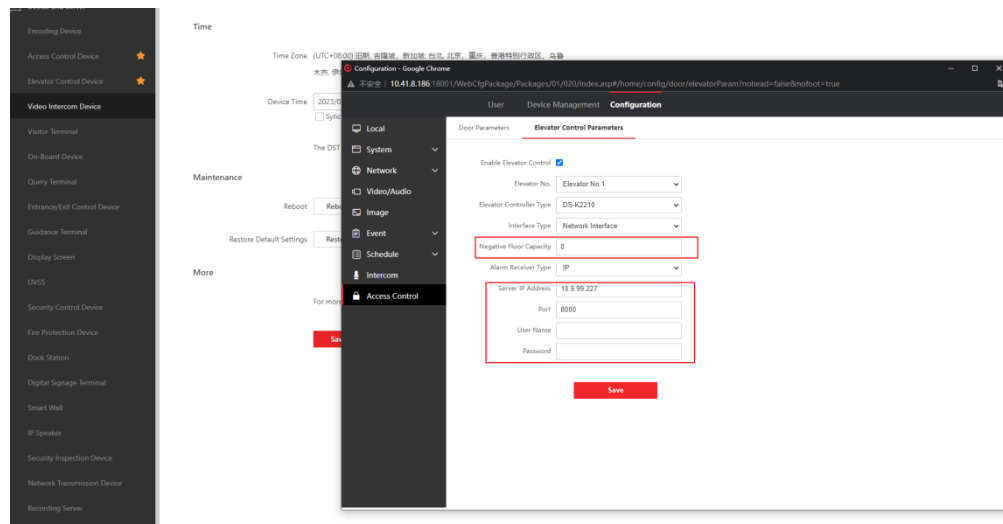 Encoding Device
Access Control Device
Elevator Control Device
Video Intercom Device
Visitor Terminal
On-Board Device
Query Terminal
Entrance/Exit Control Device
Guidance Terminal
Display Screen
UVSS
Security Control Device
Fire Protection Device
Dock Station
Digital Signage Terminal
Smart Wall
IP Speaker
Security Inspection Device
Network Transmission Device
Recording Server
Time
Time Zone (UTC+08:00) 田斯, 吉隆坡, 新加坡, 台北, 北京, 重庆, 香港特别行政区, 乌鲁
木齐, 伊
Device Time 2023/0
Sync
The DST
Maintenance
Reboot Rebo
Restore Default Settings Rest
More
For more
Sav
Configuration - Google Chrome
不安全 | 10.41.8.186:18001/WebCfgPackage/Packages/01/020/index.asp#/home/config/door/elevatorParam?nohead=false&nofoot=true
User Device Management Configuration
Local
System
Network
Video/Audio
Image
Event
Schedule
Intercom
Access Control
Door Parameters Elevator Control Parameters
Enable Elevator Control
Elevator No. Elevator No.1
Elevator Controller Type DS-K2210
Interface Type Network Interface
Negative Floor Capacity 0
Alarm Receiver Type IP
Server IP Address 10.9.99.227
Port 8000
User Name
Password
Save